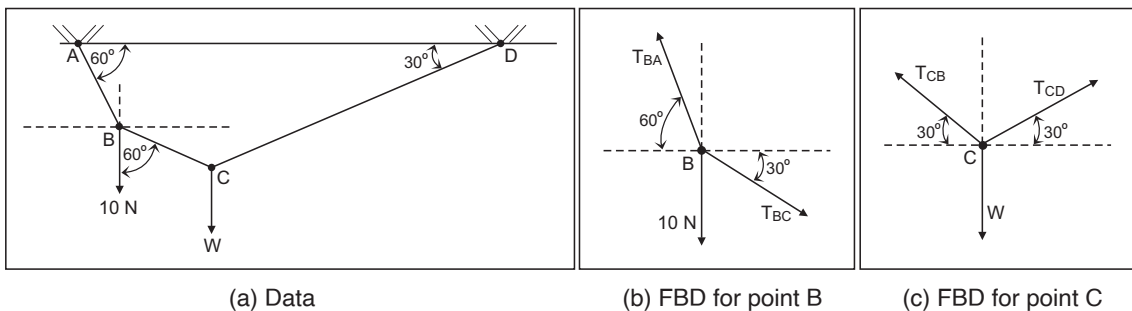 A
60°
30°
D
B
60°
C
10 N
W
T_BA
60°
B
30°
10 N
T_BC
T_CB
T_CD
30°
30°
C
W
(a) Data
(b) FBD for point B
(c) FBD for point C